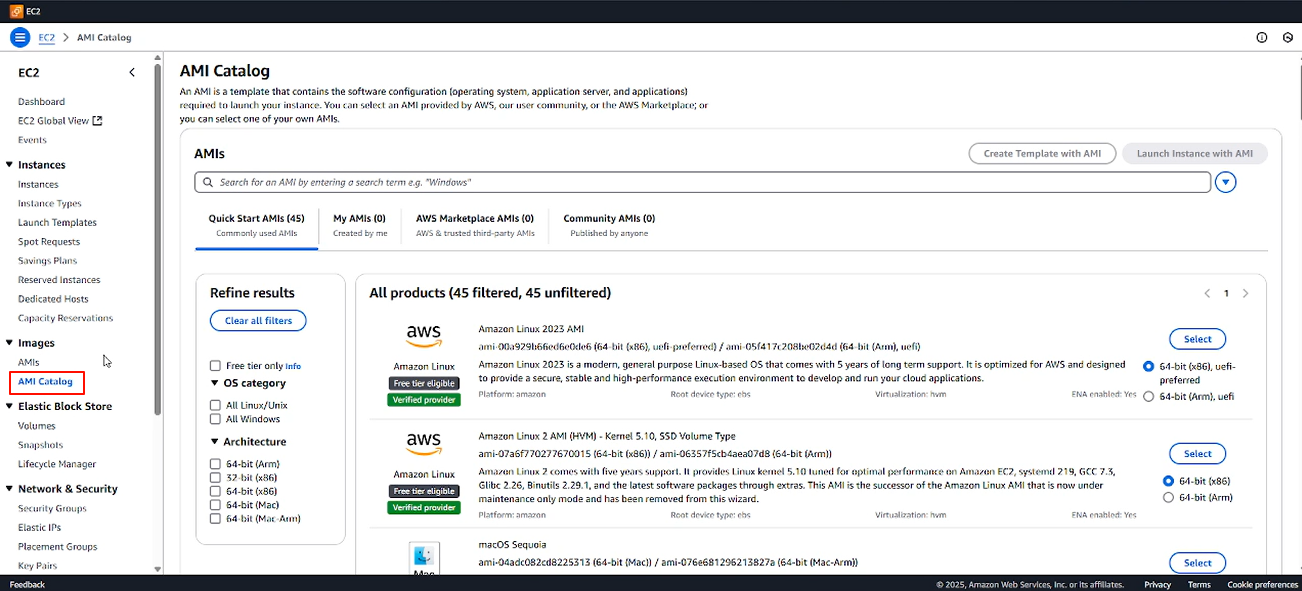 EC2
EC2 > AMI Catalog
EC2
Dashboard
EC2 Global View
Events
Instances
Instances
Instance Types
Launch Templates
Spot Requests
Savings Plans
Reserved Instances
Dedicated Hosts
Capacity Reservations
Images
AMIs
AMI Catalog
Elastic Block Store
Volumes
Snapshots
Lifecycle Manager
Network & Security
Security Groups
Elastic IPs
Placement Groups
Key Pairs
AMI Catalog
An AMI is a template that contains the software configuration (operating system, application server, and applications)
required to launch your instance. You can select an AMI provided by AWS, our user community, or the AWS Marketplace; or
you can select one of your own AMIs.
AMIs
Create Template with AMI
Launch Instance with AMI
Search for an AMI by entering a search term e.g. "Windows"
Quick Start AMIs (45)
Commonly used AMIs
My AMIs (0)
Created by me
AWS Marketplace AMIs (0)
AWS & trusted third-party AMIs
Community AMIs (0)
Published by anyone
Refine results
Clear all filters
Free tier only Info
OS category
All Linux/Unix
All Windows
Architecture
64-bit (Arm)
32-bit (x86)
64-bit (x86)
64-bit (Mac)
64-bit (Mac-Arm)
All products (45 filtered, 45 unfiltered)
1
aws
Amazon Linux
Free tier eligible
Verified provider
Amazon Linux 2023 AMI
ami-00a929b66ed6e0de6 (64-bit (x86), uefi-preferred) / ami-05f417c208be02d4d (64-bit (Arm), uefi)
Amazon Linux 2023 is a modern, general purpose Linux-based OS that comes with 5 years of long term support. It is optimized for AWS and designed
to provide a secure, stable and high-performance execution environment to develop and run your cloud applications.
Platform: amazon Root device type: ebs Virtualization: hvm ENA enabled: Yes
Select
64-bit (x86), uefi-
preferred
64-bit (Arm), uefi
aws
Amazon Linux
Free tier eligible
Verified provider
Amazon Linux 2 AMI (HVM) - Kernel 5.10, SSD Volume Type
ami-07a6f770277670015 (64-bit (x86)) / ami-06357f5cb4aea07d8 (64-bit (Arm))
Amazon Linux 2 comes with five years support. It provides Linux kernel 5.10 tuned for optimal performance on Amazon EC2, systemd 219, GCC 7.3,
Glibc 2.26, Binutils 2.29.1, and the latest software packages through extras. This AMI is the successor of the Amazon Linux AMI that is now under
maintenance only mode and has been removed from this wizard.
Platform: amazon Root device type: ebs Virtualization: hvm ENA enabled: Yes
Select
64-bit (x86)
64-bit (Arm)
Mac
macOS Sequoia
ami-04adc082cd8225313 (64-bit (Mac)) / ami-076e681296213827a (64-bit (Mac-Arm))
Select
Feedback
© 2025, Amazon Web Services, Inc. or its affiliates. Privacy Terms Cookie preferences